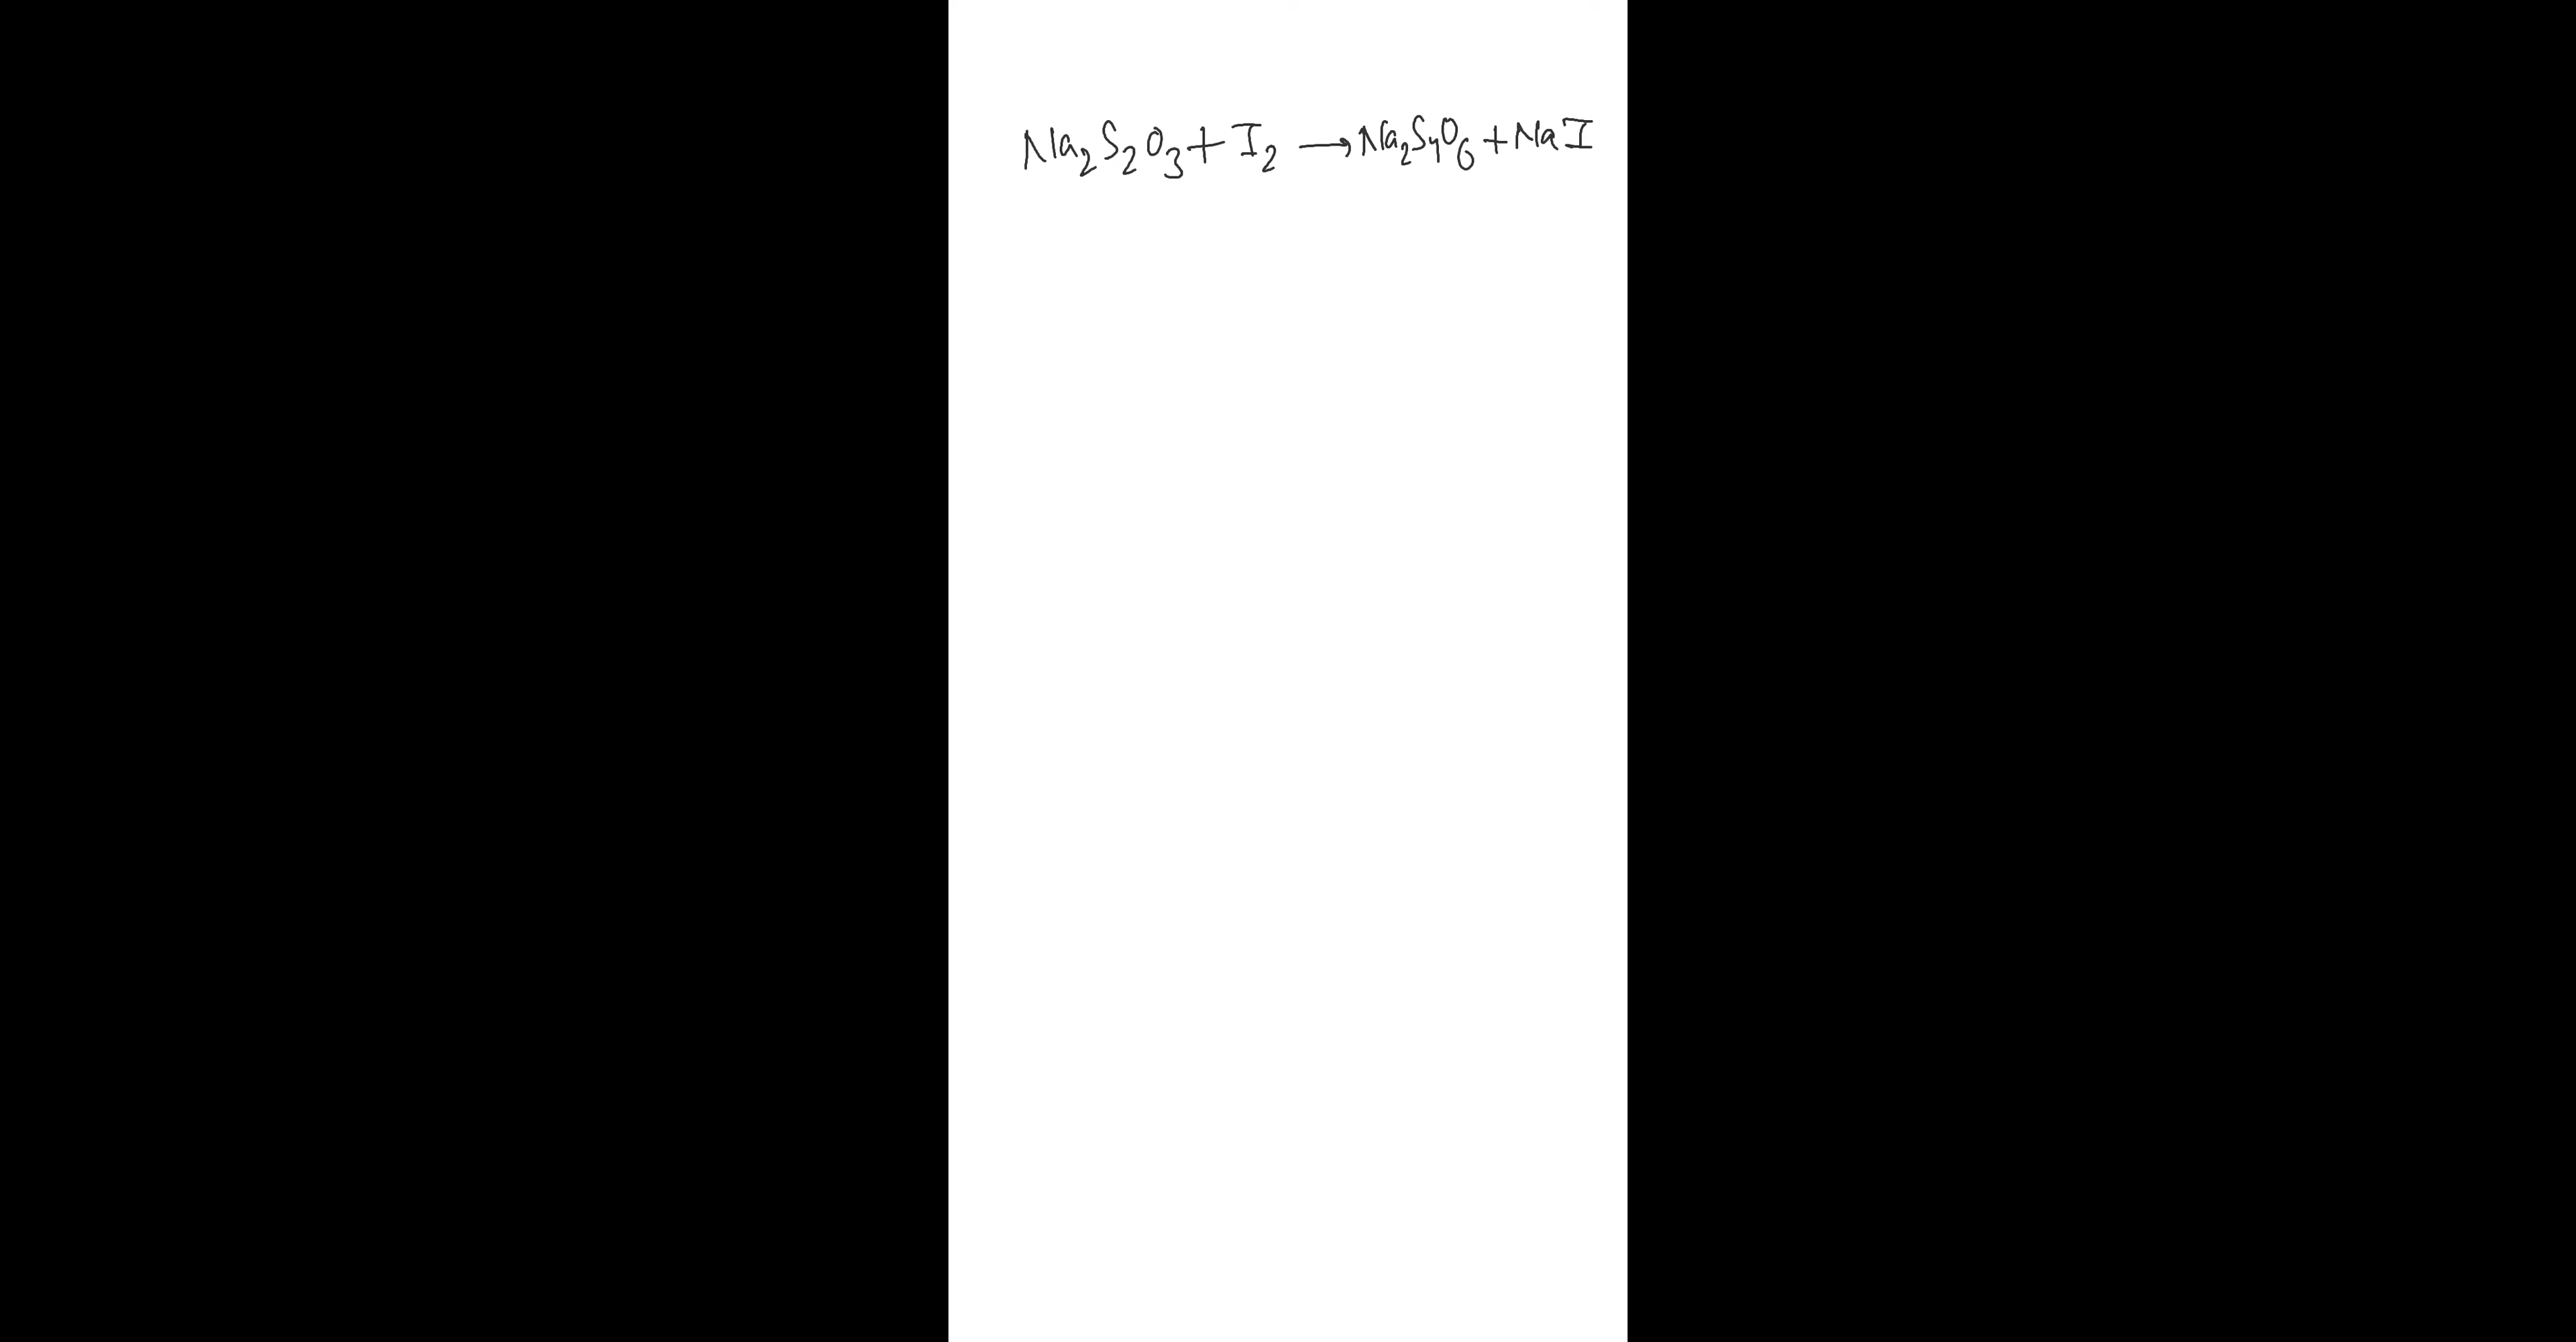 Na₂S₂O₃ + I₂ → Na₂S₄O₆ + NaI